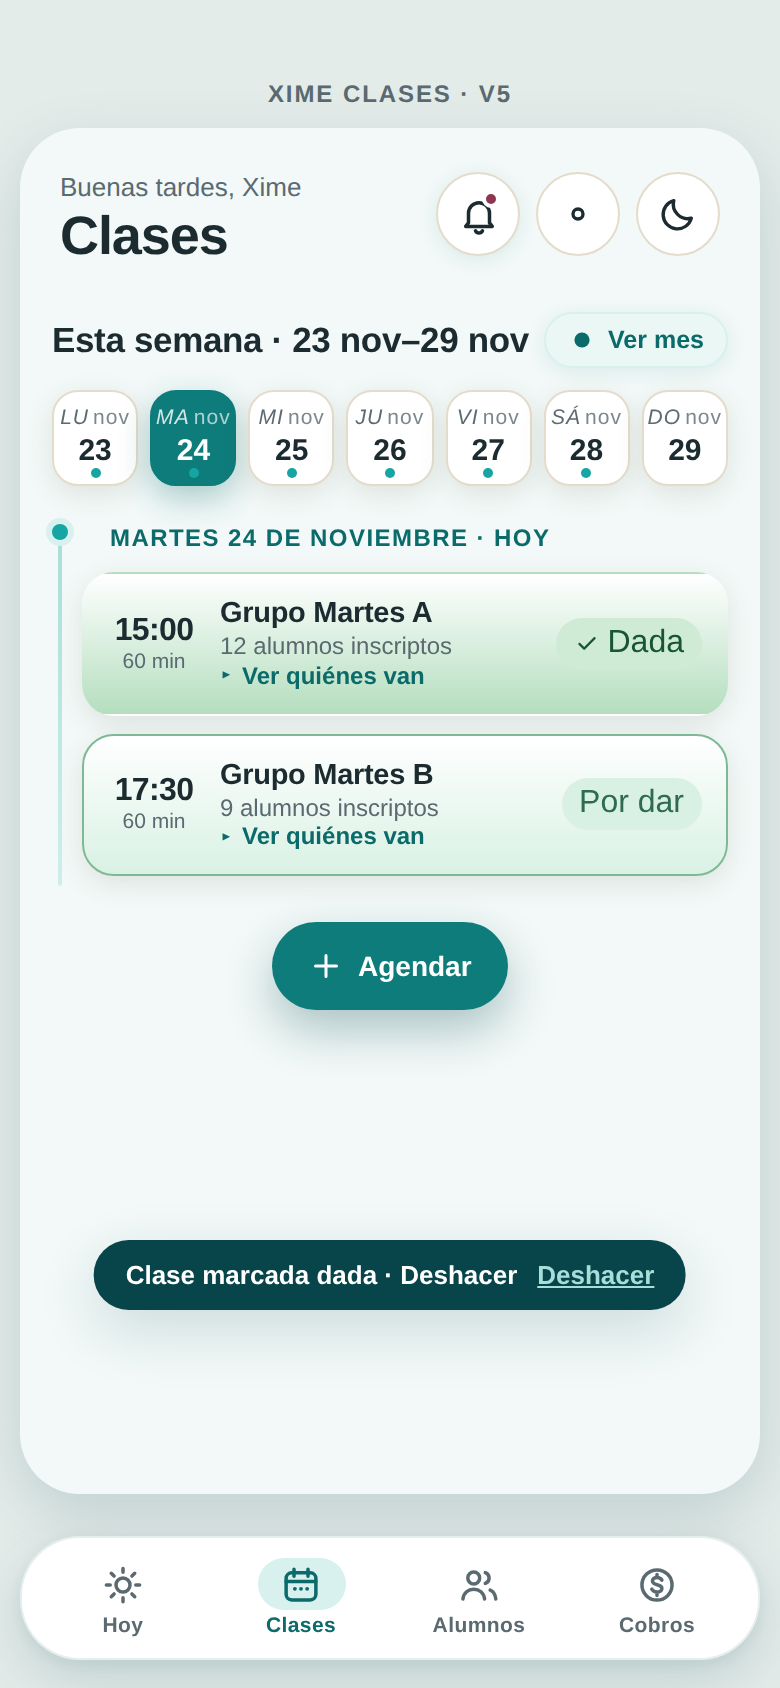 XIME CLASES · V5
Buenas tardes, Xime
Clases
Esta semana · 23 nov–29 nov
Ver mes
LU nov MA nov MI nov JU nov VI nov SÁ nov DO nov
23 24 25 26 27 28 29
MARTES 24 DE NOVIEMBRE · HOY
15:00 Grupo Martes A
60 min 12 alumnos inscriptos
Ver quiénes van
Dada
17:30 Grupo Martes B
60 min 9 alumnos inscriptos
Ver quiénes van
Por dar
Agendar
Clase marcada dada · Deshacer Deshacer
Hoy Clases Alumnos Cobros